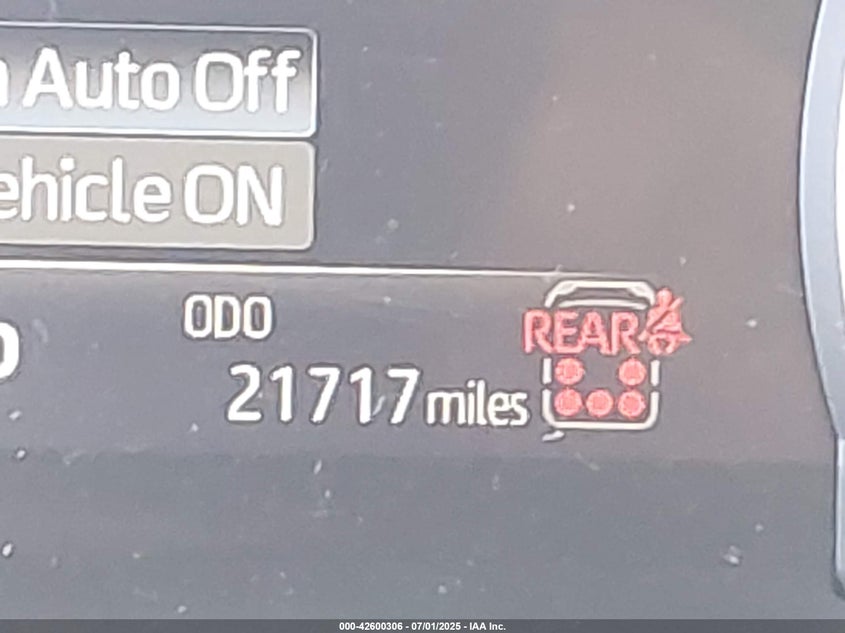 Auto Off
ehicle ON
ODO
21717 miles
REAR
000-42600306 - 07/01/2025 - IAA Inc.